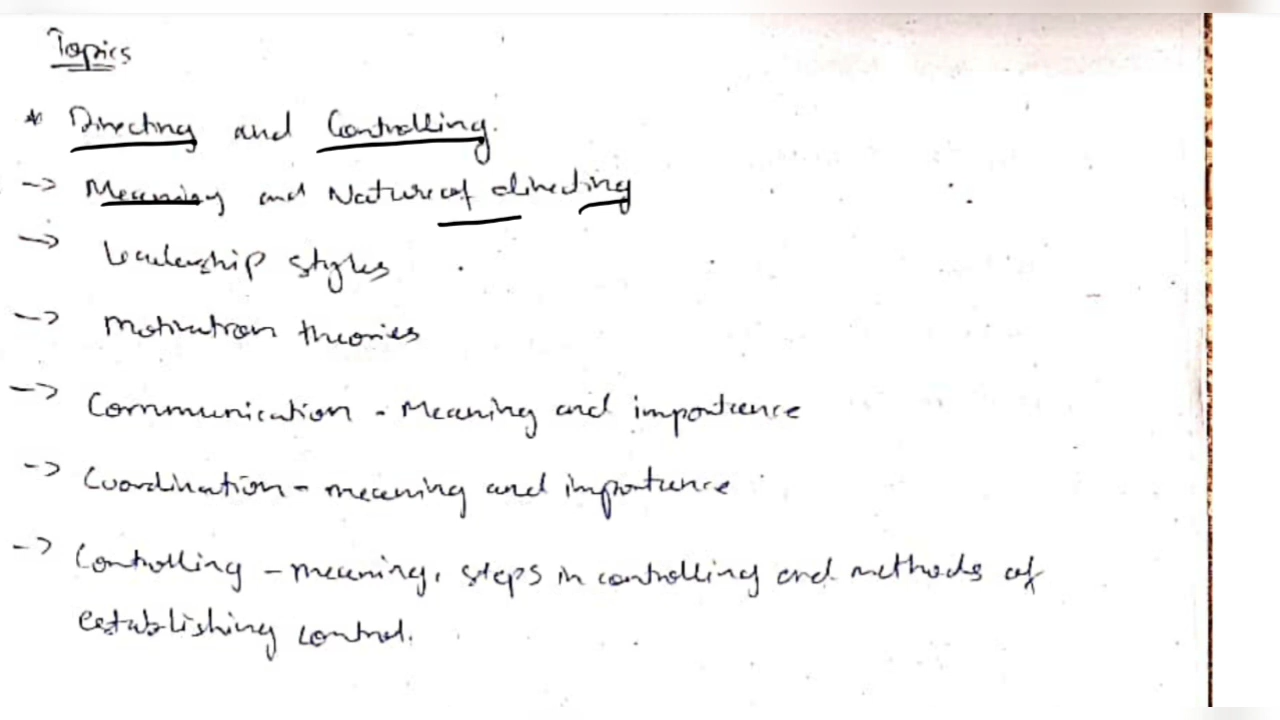 Topics
* Directing and Controlling.
-> Meaning and Nature of directing
-> Leadership styles
-> Motivation theories
-> Communication - Meaning and importance
-> Coordination - meaning and importance
-> Controlling - meaning, steps in controlling and methods of
establishing control.